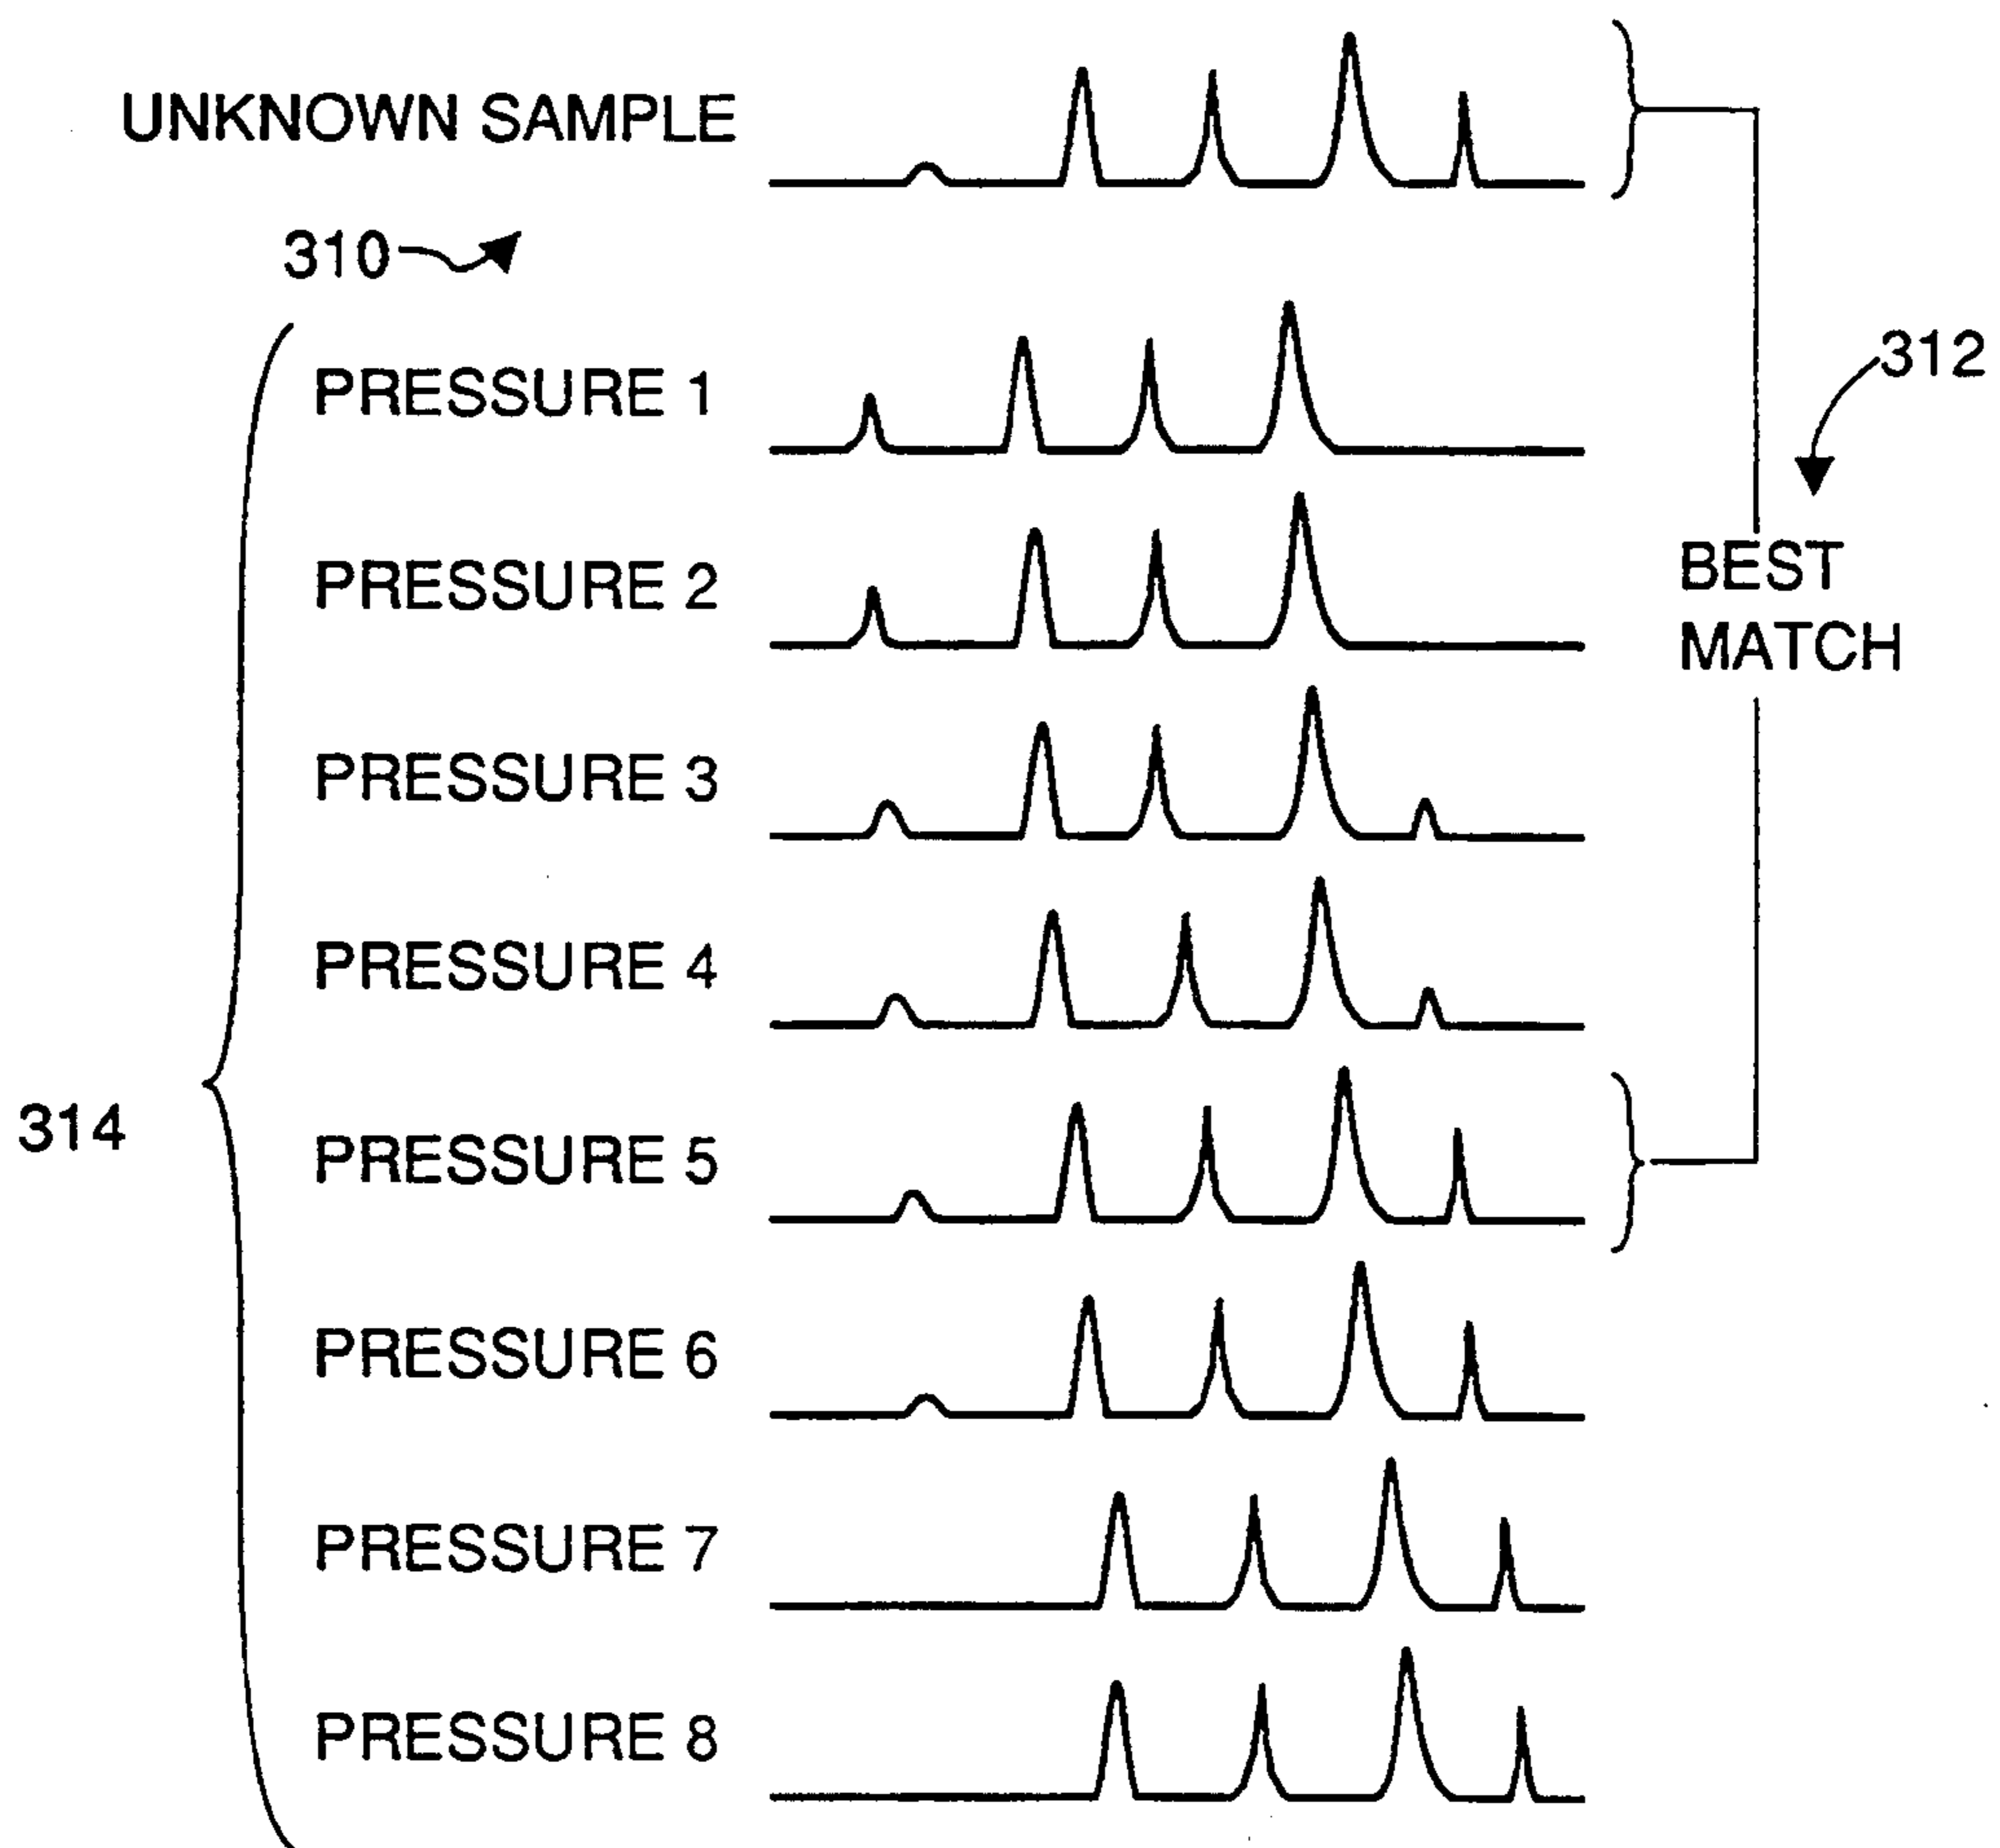 UNKNOWN SAMPLE
310
PRESSURE 1
312
PRESSURE 2
BEST
MATCH
PRESSURE 3
PRESSURE 4
314
PRESSURE 5
PRESSURE 6
PRESSURE 7
PRESSURE 8